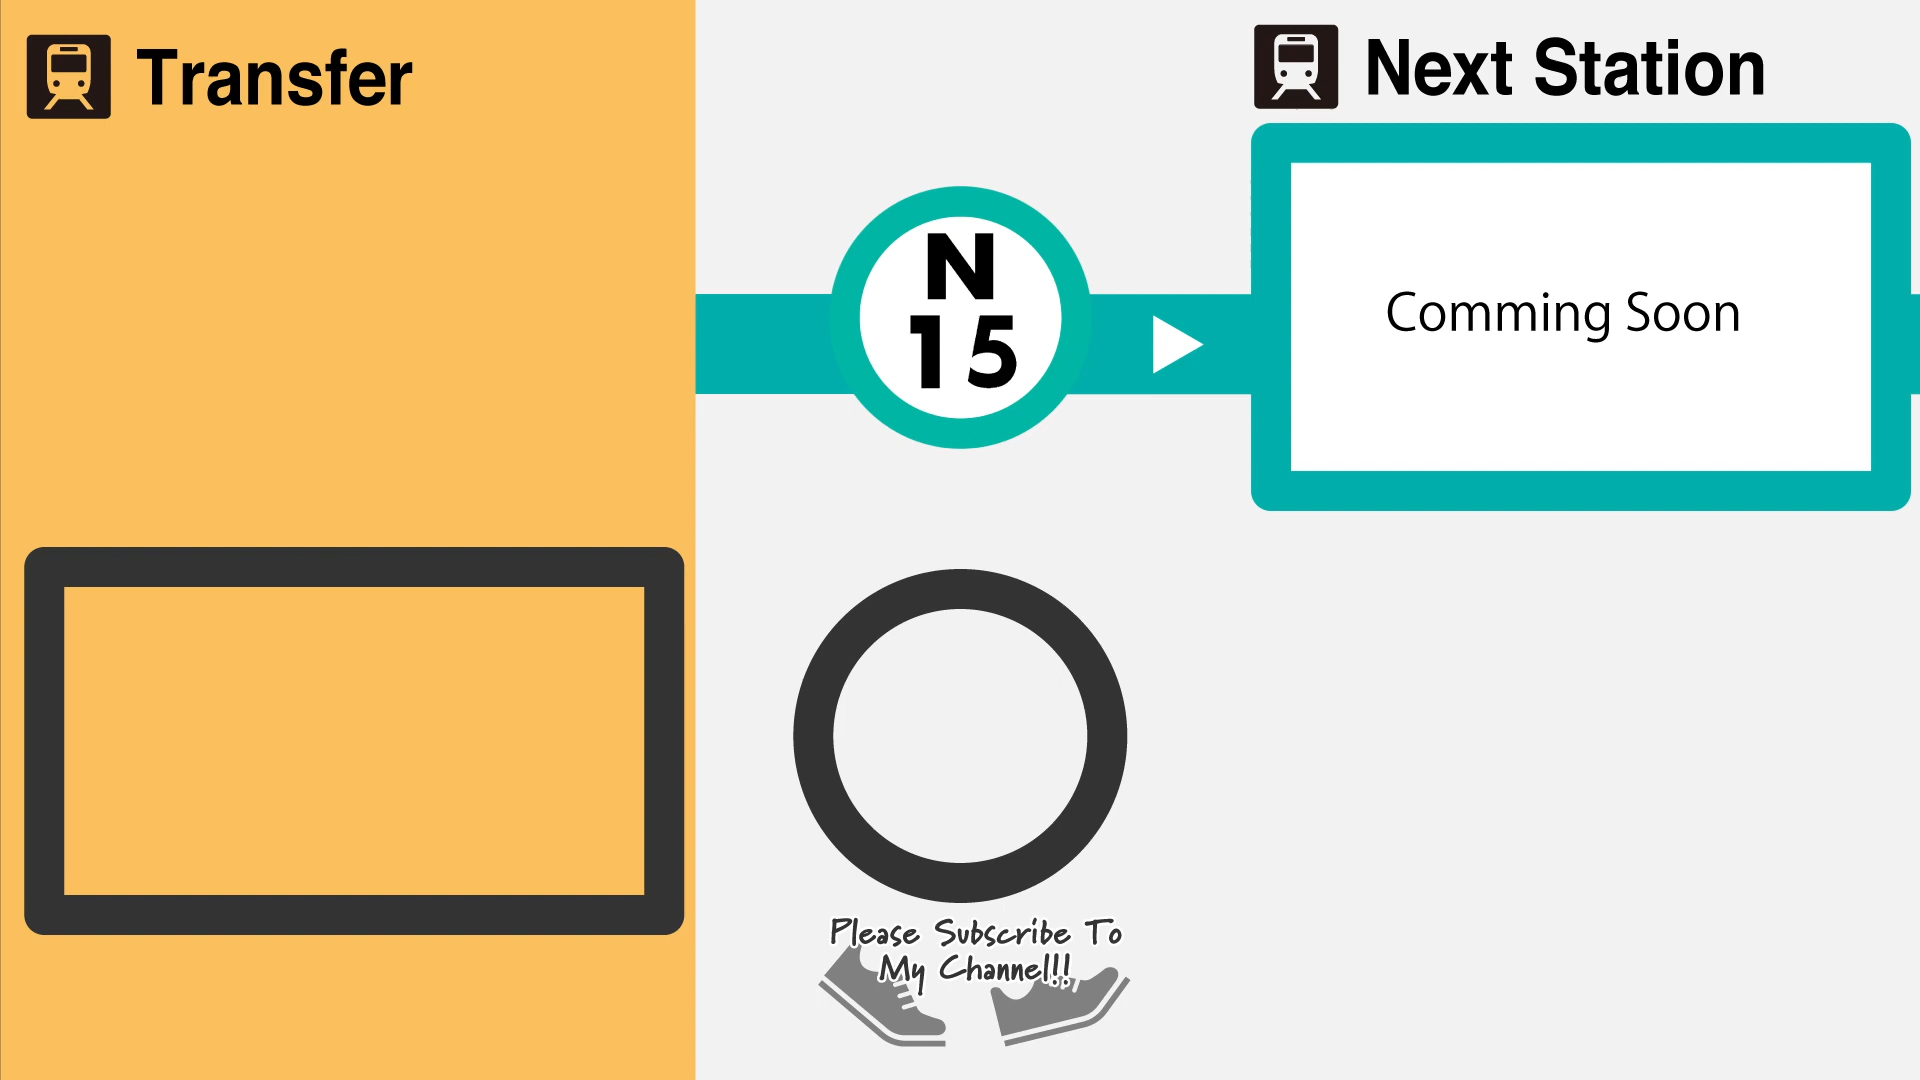 Transfer
Next Station
N
15
Comming Soon
Please Subscribe To
My Channel!!